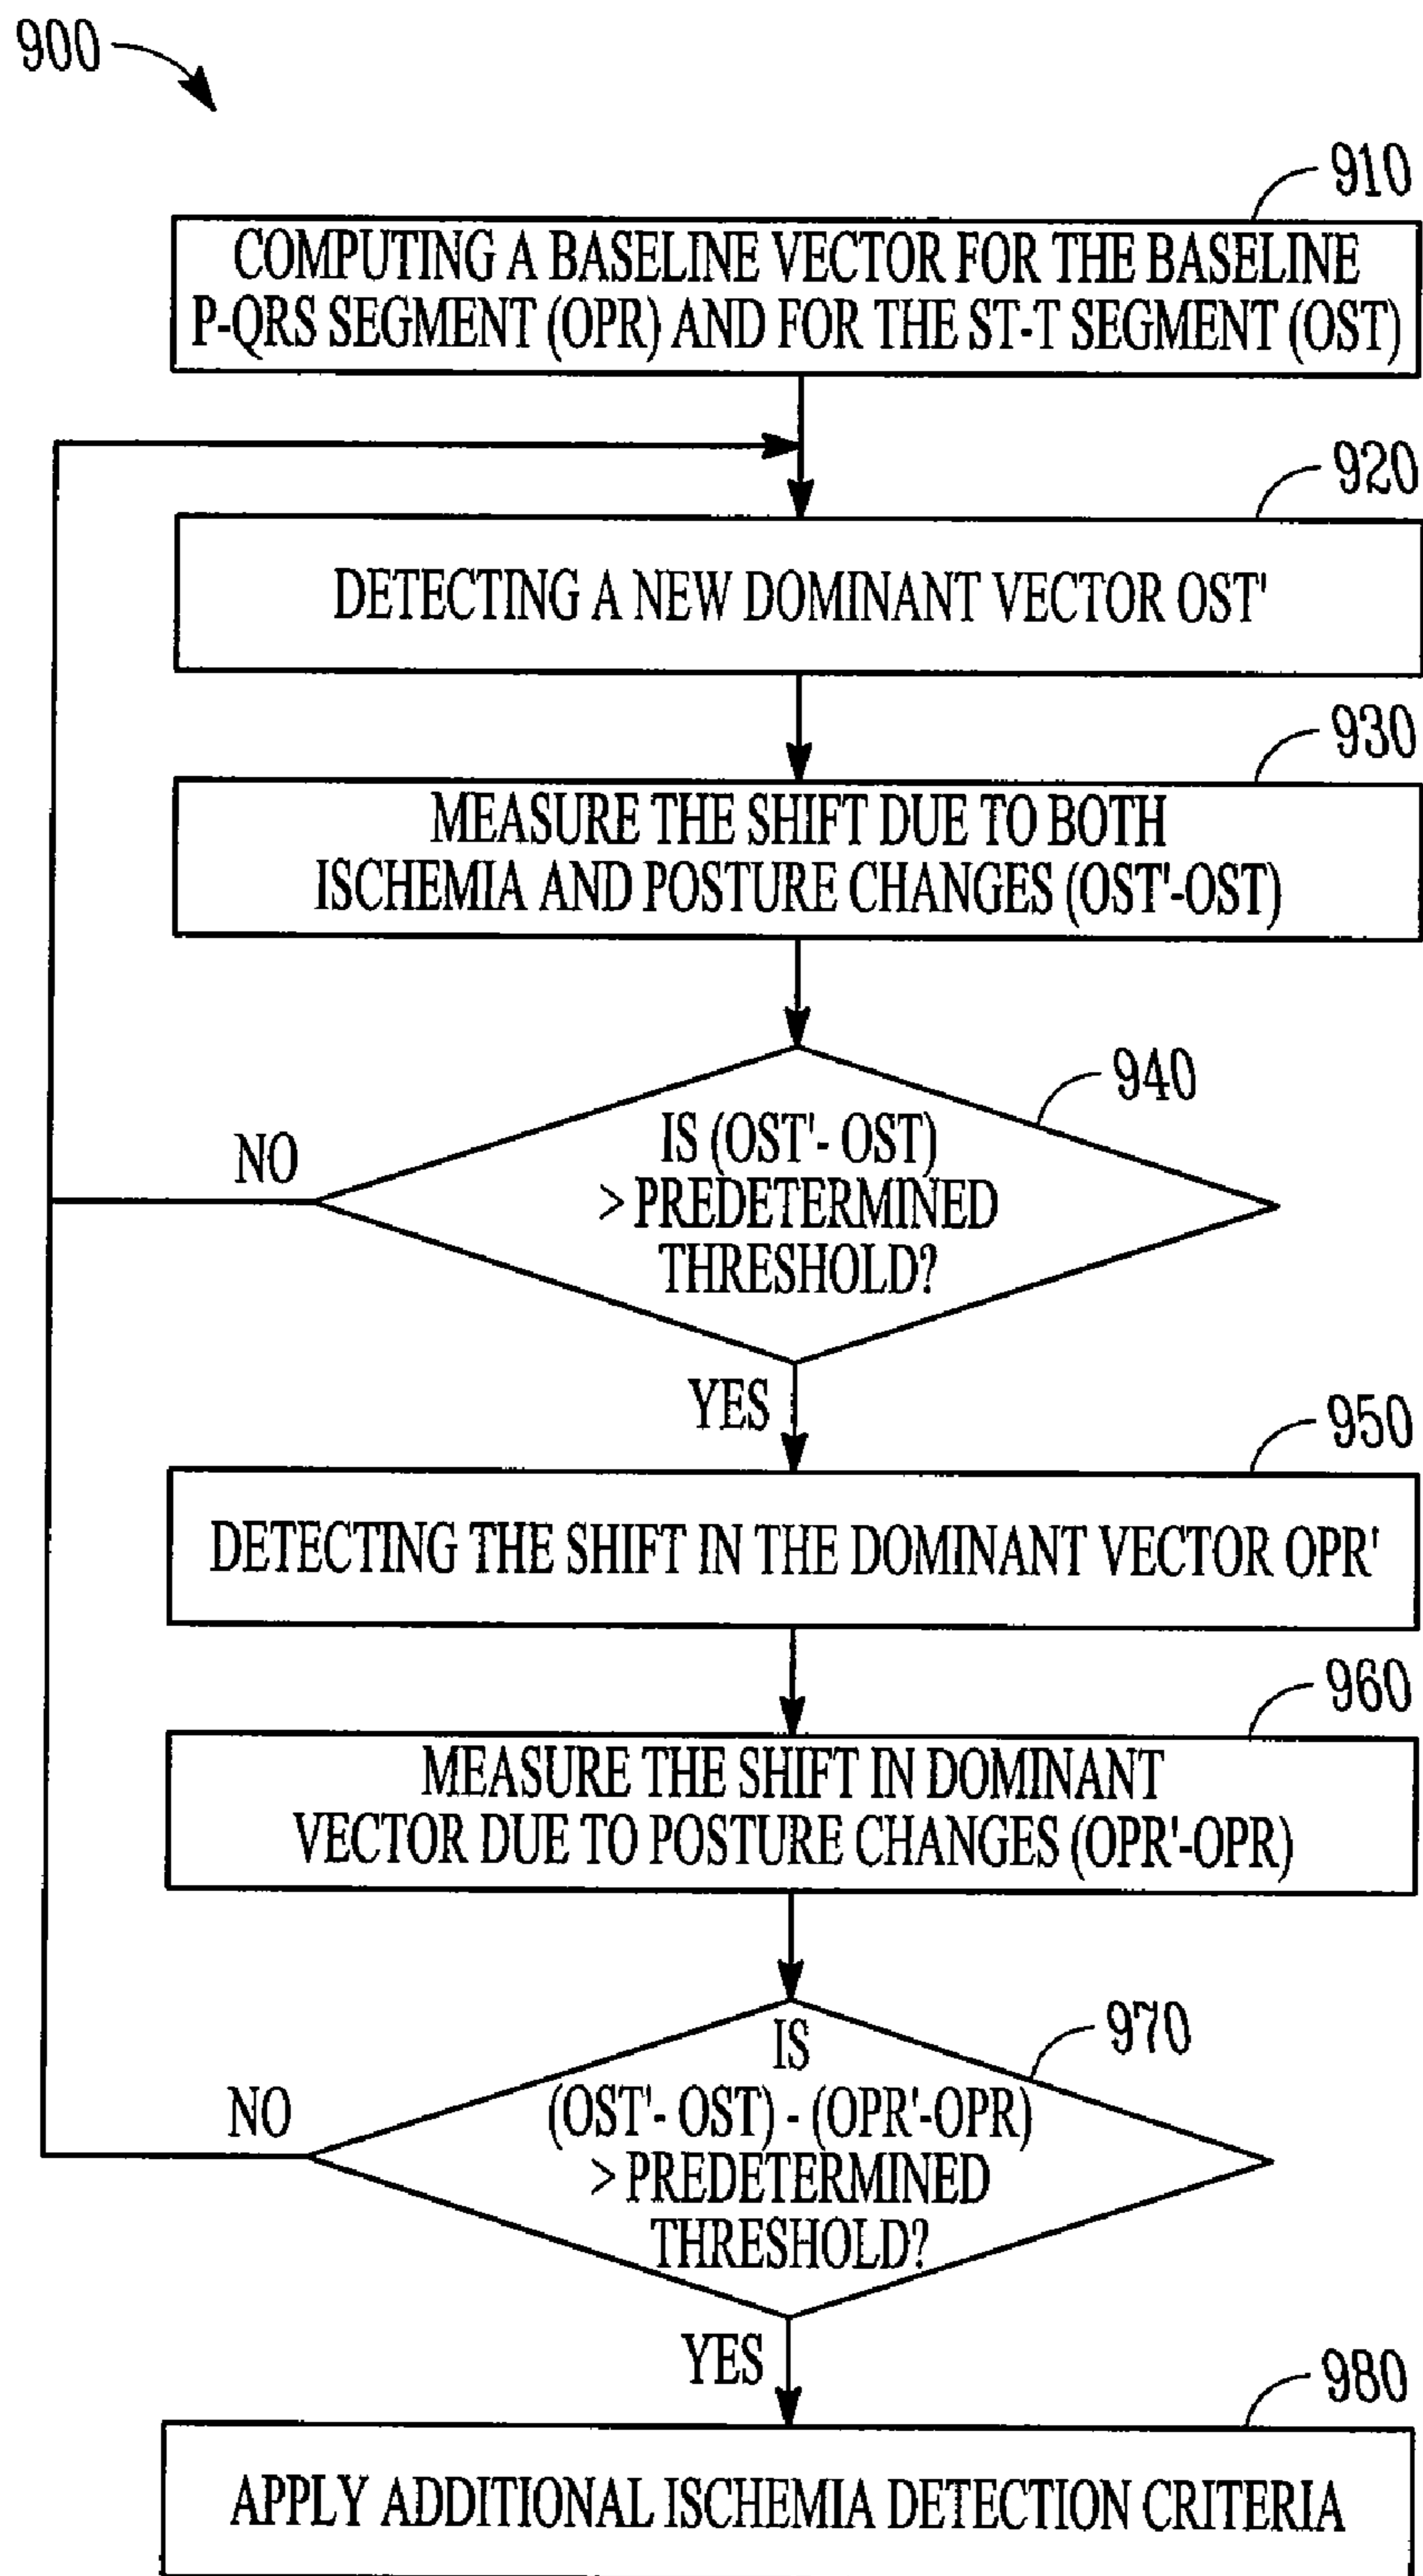 900
910
COMPUTING A BASELINE VECTOR FOR THE BASELINE
P-QRS SEGMENT (OPR) AND FOR THE ST-T SEGMENT (OST)
920
DETECTING A NEW DOMINANT VECTOR OST'
930
MEASURE THE SHIFT DUE TO BOTH
ISCHEMIA AND POSTURE CHANGES (OST'-OST)
940
IS (OST'- OST)
> PREDETERMINED
THRESHOLD?
NO
YES
950
DETECTING THE SHIFT IN THE DOMINANT VECTOR OPR'
960
MEASURE THE SHIFT IN DOMINANT
VECTOR DUE TO POSTURE CHANGES (OPR'-OPR)
970
IS
(OST'- OST) - (OPR'-OPR)
> PREDETERMINED
THRESHOLD?
NO
YES
980
APPLY ADDITIONAL ISCHEMIA DETECTION CRITERIA